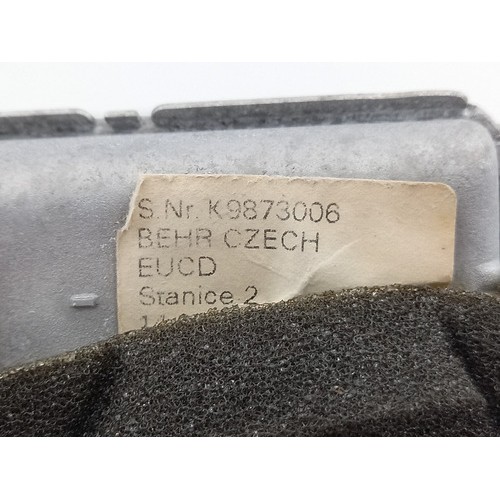 S.Nr. K9873006
BEHR CZECH
EUCD
Stanice 2